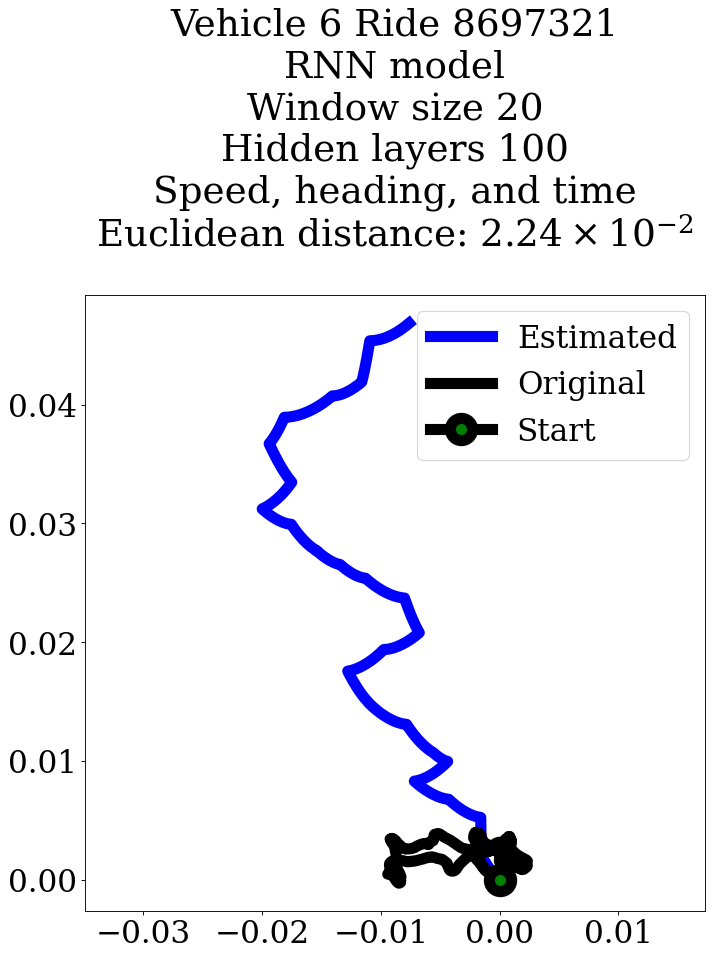 Vehicle 6 Ride 8697321
RNN model
Window size 20
Hidden layers 100
Speed, heading, and time
Euclidean distance: 2.24 × 10⁻²
Estimated
Original
Start
0.04
0.03
0.02
0.01
0.00
−0.03 −0.02 −0.01 0.00 0.01